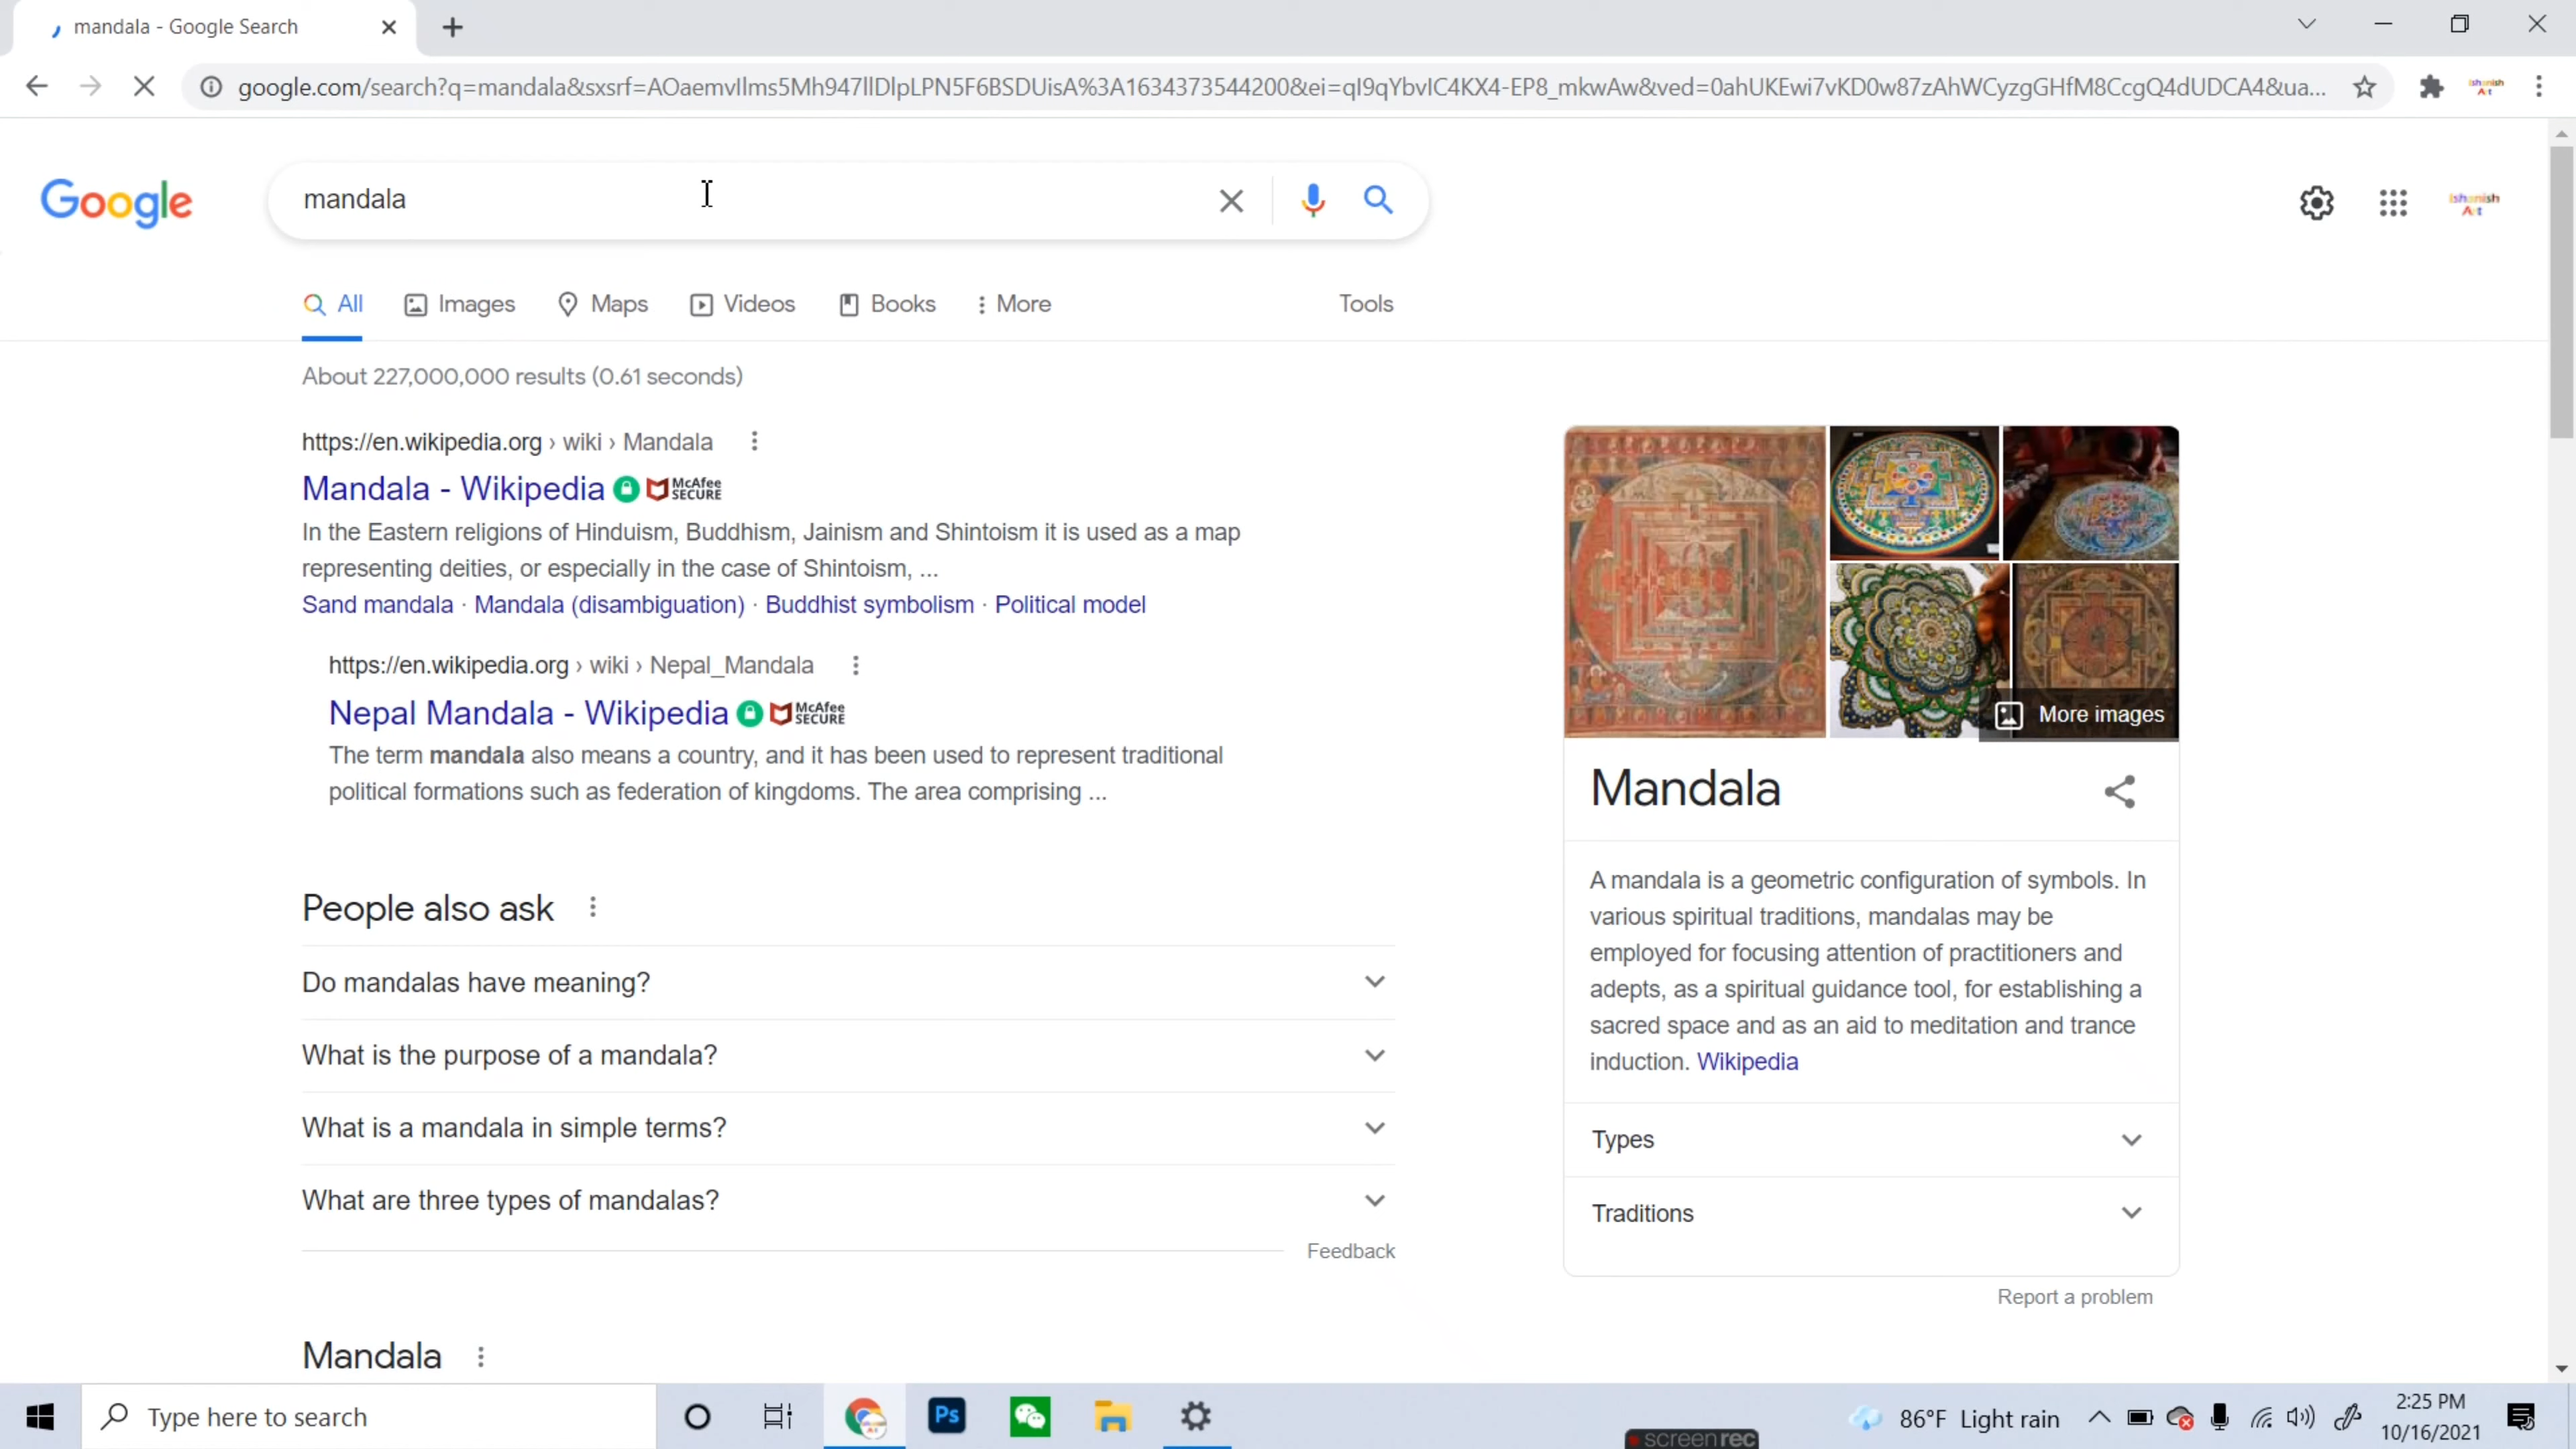 mandala - Google Search
google.com/search?q=mandala&sxsrf=AOaemvIlms5Mh947llDlpLPN5F6BSDUisA%3A1634373544200&ei=qI9qYbvIC4KX4-EP8_mkwAw&ved=0ahUKEwi7vKD0w87zAhWCyzgGHfM8CcgQ4dUDCA4&ua...
Ishanish Art
Google
mandala
Ishanish
Art
All Images Maps Videos Books More Tools
About 227,000,000 results (0.61 seconds)
https://en.wikipedia.org › wiki › Mandala
Mandala - Wikipedia McAfee SECURE
In the Eastern religions of Hinduism, Buddhism, Jainism and Shintoism it is used as a map
representing deities, or especially in the case of Shintoism, ...
Sand mandala · Mandala (disambiguation) · Buddhist symbolism · Political model
https://en.wikipedia.org › wiki › Nepal_Mandala
Nepal Mandala - Wikipedia McAfee SECURE
The term mandala also means a country, and it has been used to represent traditional
political formations such as federation of kingdoms. The area comprising ...
People also ask
Do mandalas have meaning?
What is the purpose of a mandala?
What is a mandala in simple terms?
What are three types of mandalas?
Feedback
Mandala
More images
Mandala
A mandala is a geometric configuration of symbols. In
various spiritual traditions, mandalas may be
employed for focusing attention of practitioners and
adepts, as a spiritual guidance tool, for establishing a
sacred space and as an aid to meditation and trance
induction. Wikipedia
Types
Traditions
Report a problem
Type here to search
Ps
screenrec
86°F Light rain
2:25 PM
10/16/2021